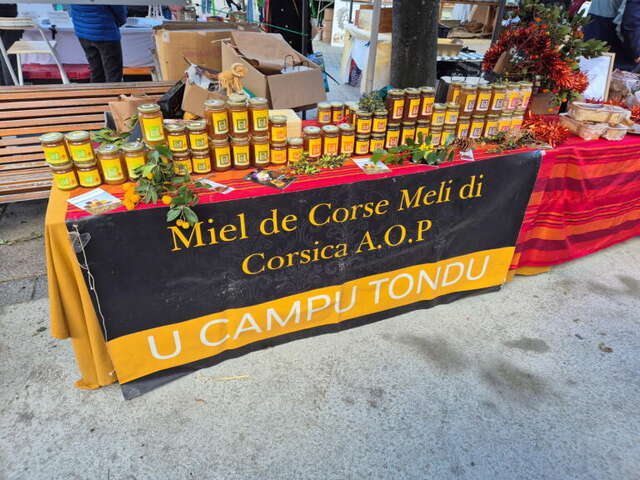 Miel de Corse Meli di
Corsica A.O.P
U CAMPU TONDU